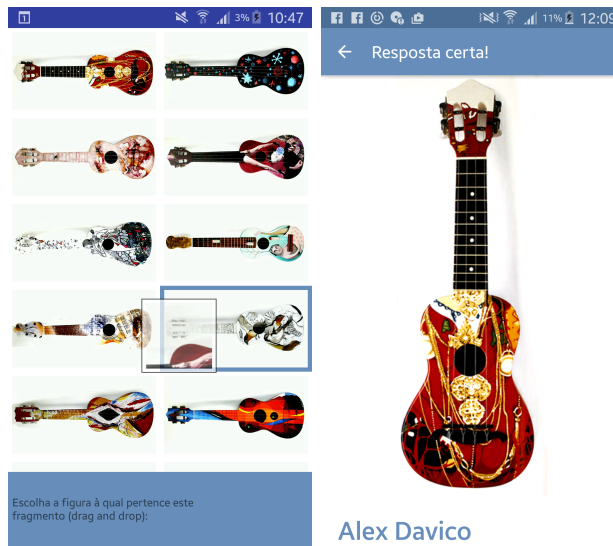 1
3% 10:47
Escolha a figura à qual pertence este
fragmento (drag and drop):
11% 12:09
Resposta certa!
Alex Davico